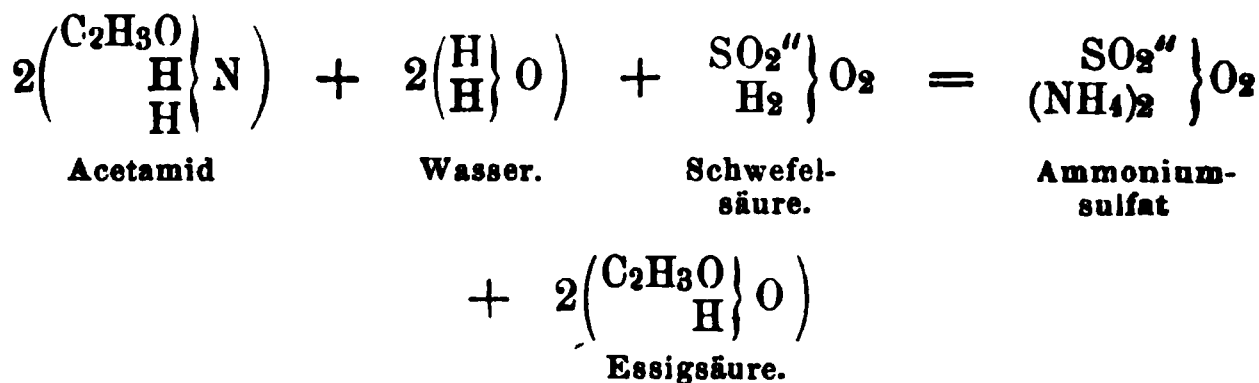 2(C₂H₃O H H } N) + 2(H H } O) + SO₂″ H₂ } O₂ = SO₂″ (NH₄)₂ } O₂
Acetamid Wasser. Schwefel- Ammonium-
säure. sulfat
+ 2(C₂H₃O H } O)
Essigsäure.